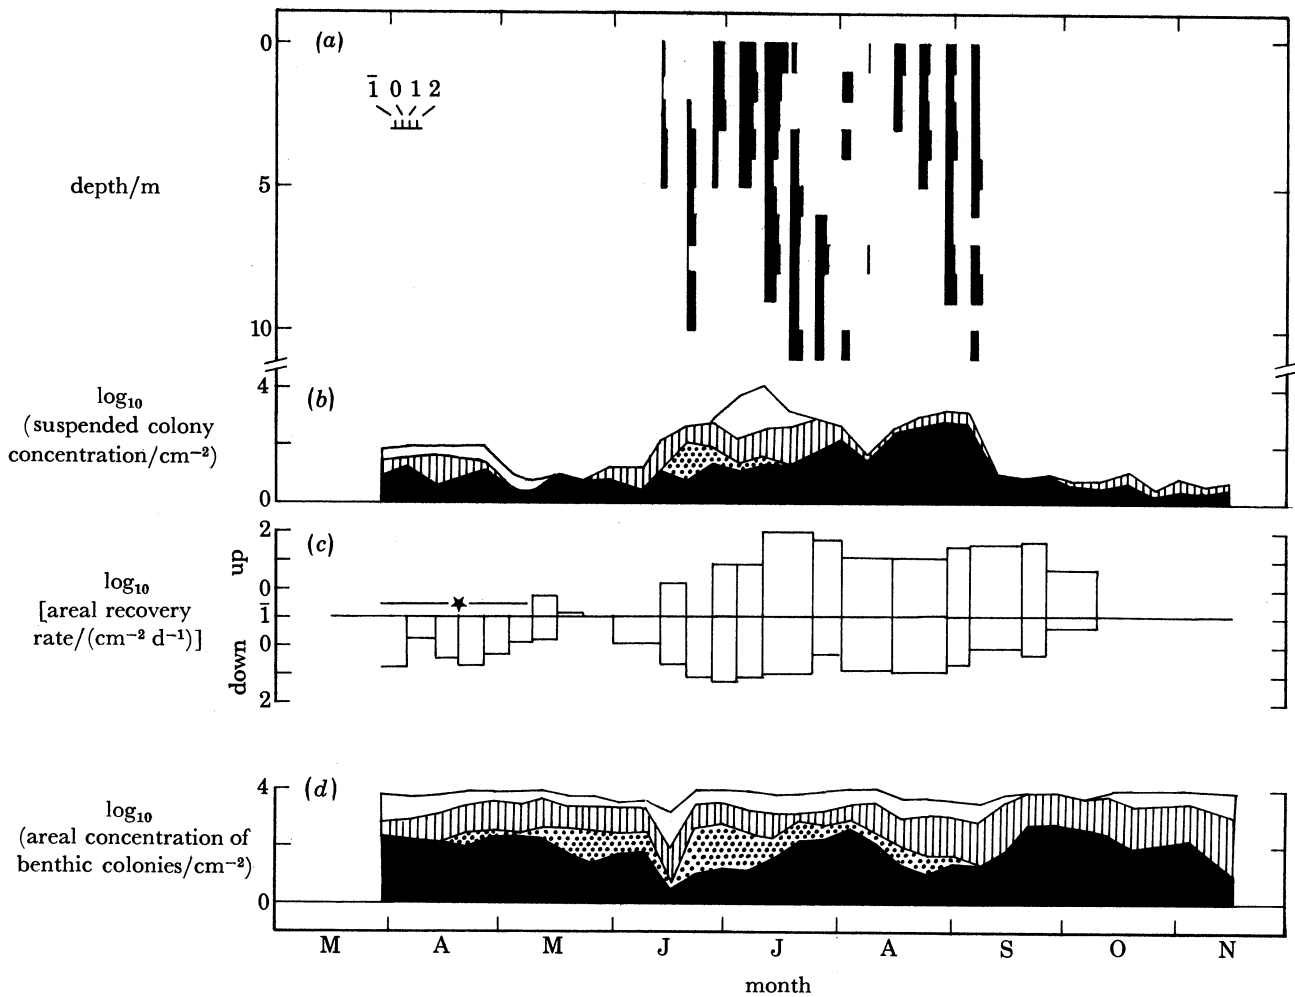 (a)
0
1̄ 0 1 2
depth/m
5
10
log₁₀
(suspended colony
concentration/cm⁻²)
4
(b)
0
log₁₀
[areal recovery
rate/(cm⁻² d⁻¹)]
up
down
2
(c)
0
1̄
0
2
log₁₀
(areal concentration of
benthic colonies/cm⁻²)
4
(d)
0
M A M J J A S O N
month